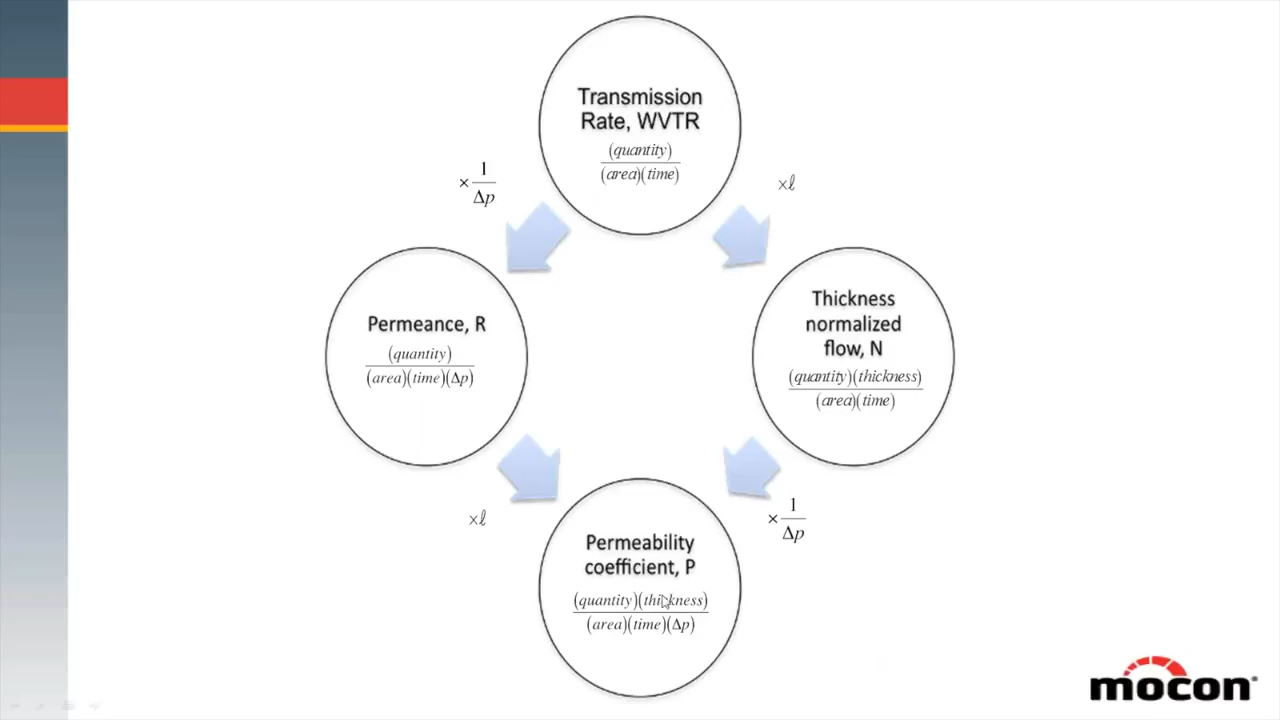 Transmission
Rate, WVTR
(quantity)
(area)(time)
× 1
Δp
×ℓ
Permeance, R
(quantity)
(area)(time)(Δp)
Thickness
normalized
flow, N
(quantity)(thickness)
(area)(time)
×ℓ
× 1
Δp
Permeability
coefficient, P
(quantity)(thickness)
(area)(time)(Δp)
mocon®